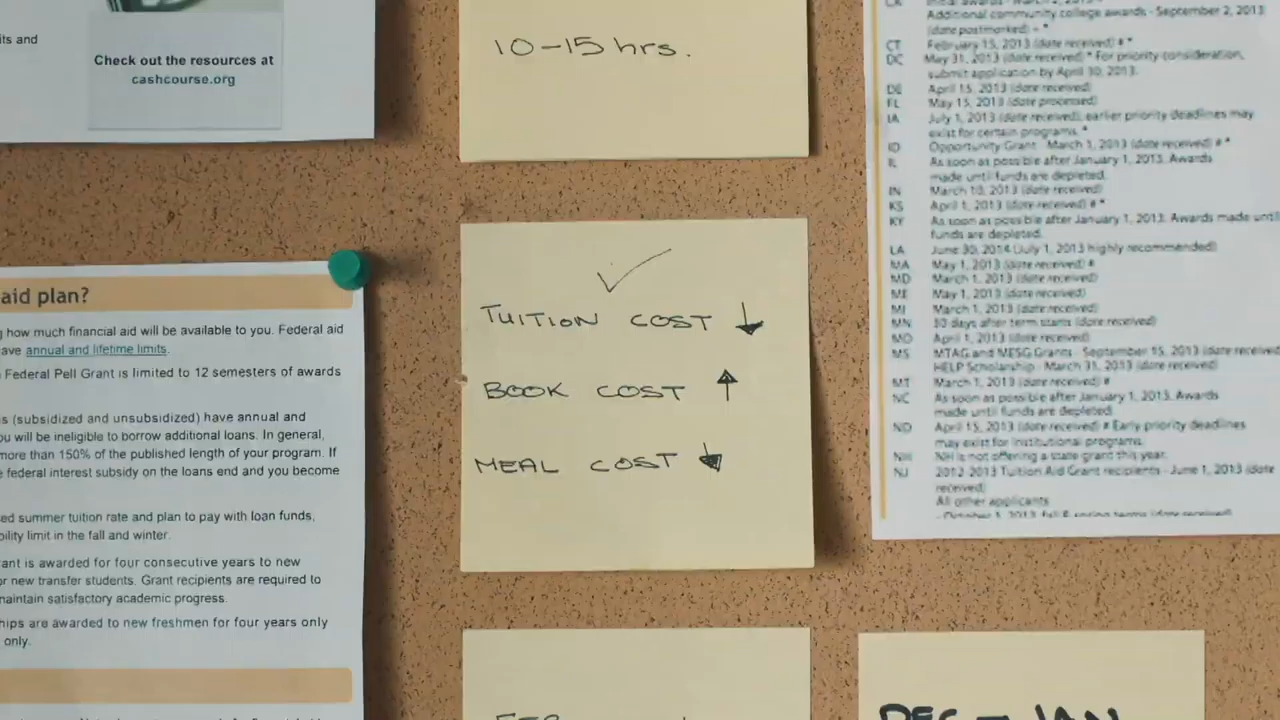 its and
Check out the resources at
cashcourse.org
aid plan?
g how much financial aid will be available to you. Federal aid
ave annual and lifetime limits.
Federal Pell Grant is limited to 12 semesters of awards
s (subsidized and unsubsidized) have annual and
ou will be ineligible to borrow additional loans. In general,
more than 150% of the published length of your program. If
federal interest subsidy on the loans end and you become
ed summer tuition rate and plan to pay with loan funds,
bility limit in the fall and winter.
ant is awarded for four consecutive years to new
or new transfer students. Grant recipients are required to
naintain satisfactory academic progress.
hips are awarded to new freshmen for four years only
only.
10-15 hrs.
TUITION COST ↓
BOOK COST ↑
MEAL COST ↓
DEC - JAN
Additional community college awards - September 2, 2013
(date postmarked) - *
CT February 15, 2013 (date received) # *
DC May 31, 2013 (date received) * For priority consideration,
submit application by April 30, 2013.
DE April 15, 2013 (date received)
FL May 15, 2013 (date processed)
IA July 1, 2013 (date received), earlier priority deadlines may
exist for certain programs. *
ID Opportunity Grant - March 1, 2013 (date received) # *
IL As soon as possible after January 1, 2013. Awards
made until funds are depleted.
IN March 10, 2013 (date received)
KS April 1, 2013 (date received) # *
KY As soon as possible after January 1, 2013. Awards made until
funds are depleted.
LA June 30, 2014 (July 1, 2013 highly recommended)
MA May 1, 2013 (date received) #
MD March 1, 2013 (date received)
ME May 1, 2013 (date received)
MI March 1, 2013 (date received)
MN 30 days after term starts (date received)
MO April 1, 2013 (date received)
MS MTAG and MESG Grants - September 15, 2013 (date received)
HELP Scholarship - March 31, 2013 (date received)
MT March 1, 2013 (date received) #
NC As soon as possible after January 1, 2013. Awards
made until funds are depleted.
ND April 15, 2013 (date received) # Early priority deadlines
may exist for institutional programs.
NH NH is not offering a state grant this year.
NJ 2012-2013 Tuition Aid Grant recipients - June 1, 2013 (date
received)
All other applicants
- October 1, 2013, fall & spring terms (date received)